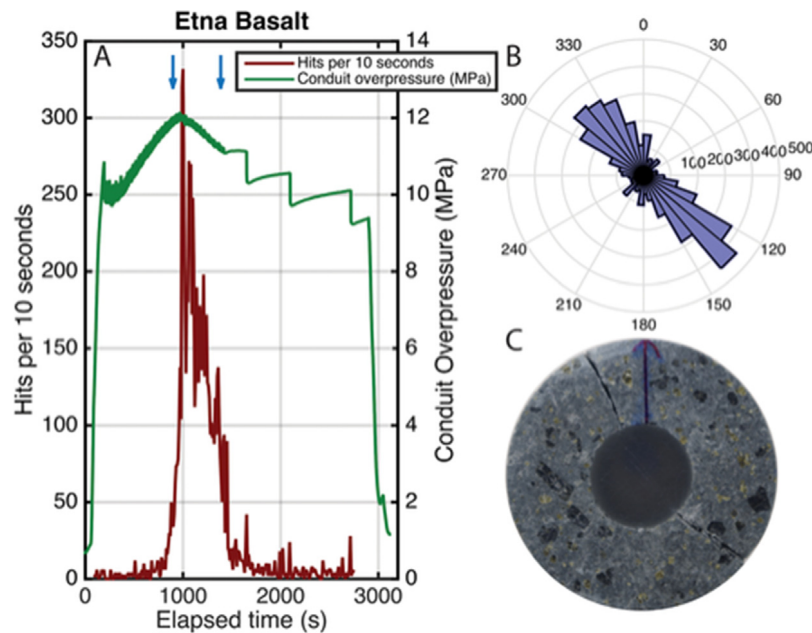 Etna Basalt
A
Hits per 10 seconds
Conduit overpressure (MPa)
350
300
250
200
150
100
50
0
Hits per 10 seconds
14
12
10
8
6
4
2
0
Conduit Overpressure (MPa)
0 1000 2000 3000
Elapsed time (s)
B
0
30
60
90
120
150
180
210
240
270
300
330
100 200 300 400 500
C